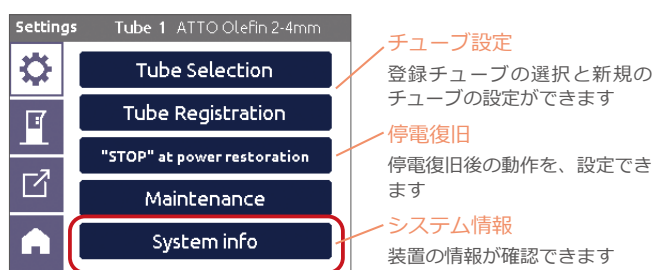 Settings Tube 1 ATTO Olefin 2-4mm
Tube Selection
Tube Registration
"STOP" at power restoration
Maintenance
System info
チューブ設定
登録チューブの選択と新規の
チューブの設定ができます
停電復旧
停電復旧後の動作を、設定でき
ます
システム情報
装置の情報が確認できます